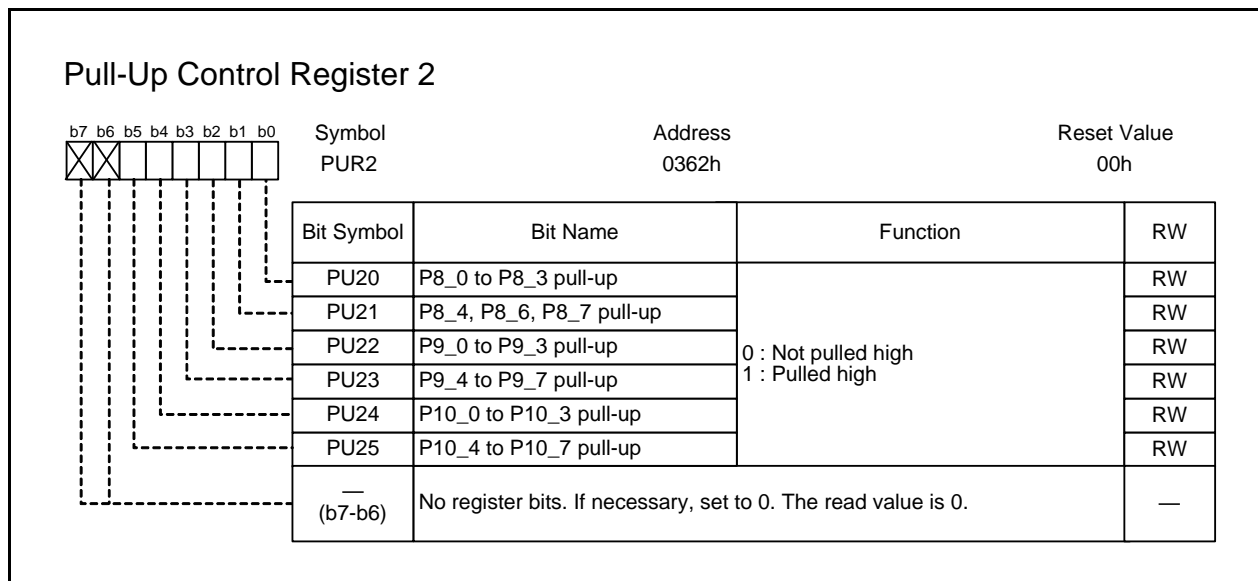 Pull-Up Control Register 2
b7 b6 b5 b4 b3 b2 b1 b0 Symbol Address Reset Value
PUR2 0362h 00h
Bit Symbol Bit Name Function RW
PU20 P8_0 to P8_3 pull-up RW
PU21 P8_4, P8_6, P8_7 pull-up RW
PU22 P9_0 to P9_3 pull-up 0 : Not pulled high RW
PU23 P9_4 to P9_7 pull-up 1 : Pulled high RW
PU24 P10_0 to P10_3 pull-up RW
PU25 P10_4 to P10_7 pull-up RW
—
(b7-b6) No register bits. If necessary, set to 0. The read value is 0. —